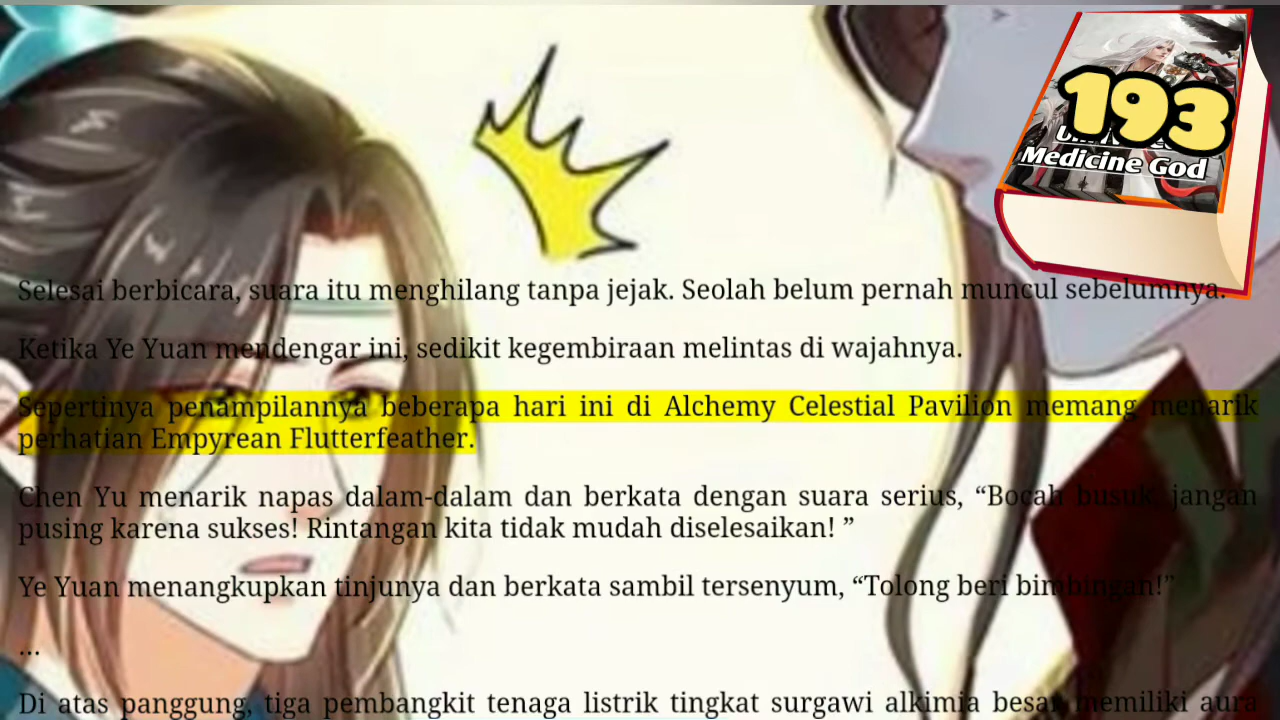 193
Medicine God
Selesai berbicara, suara itu menghilang tanpa jejak. Seolah belum pernah muncul sebelumnya.
Ketika Ye Yuan mendengar ini, sedikit kegembiraan melintas di wajahnya.
Sepertinya penampilannya beberapa hari ini di Alchemy Celestial Pavilion memang menarik
perhatian Empyrean Flutterfeather.
Chen Yu menarik napas dalam-dalam dan berkata dengan suara serius, “Bocah busuk, jangan
pusing karena sukses! Rintangan kita tidak mudah diselesaikan! ”
Ye Yuan menangkupkan tinjunya dan berkata sambil tersenyum, “Tolong beri bimbingan!”
...
Di atas panggung, tiga pembangkit tenaga listrik tingkat surgawi alkimia besar memiliki aura